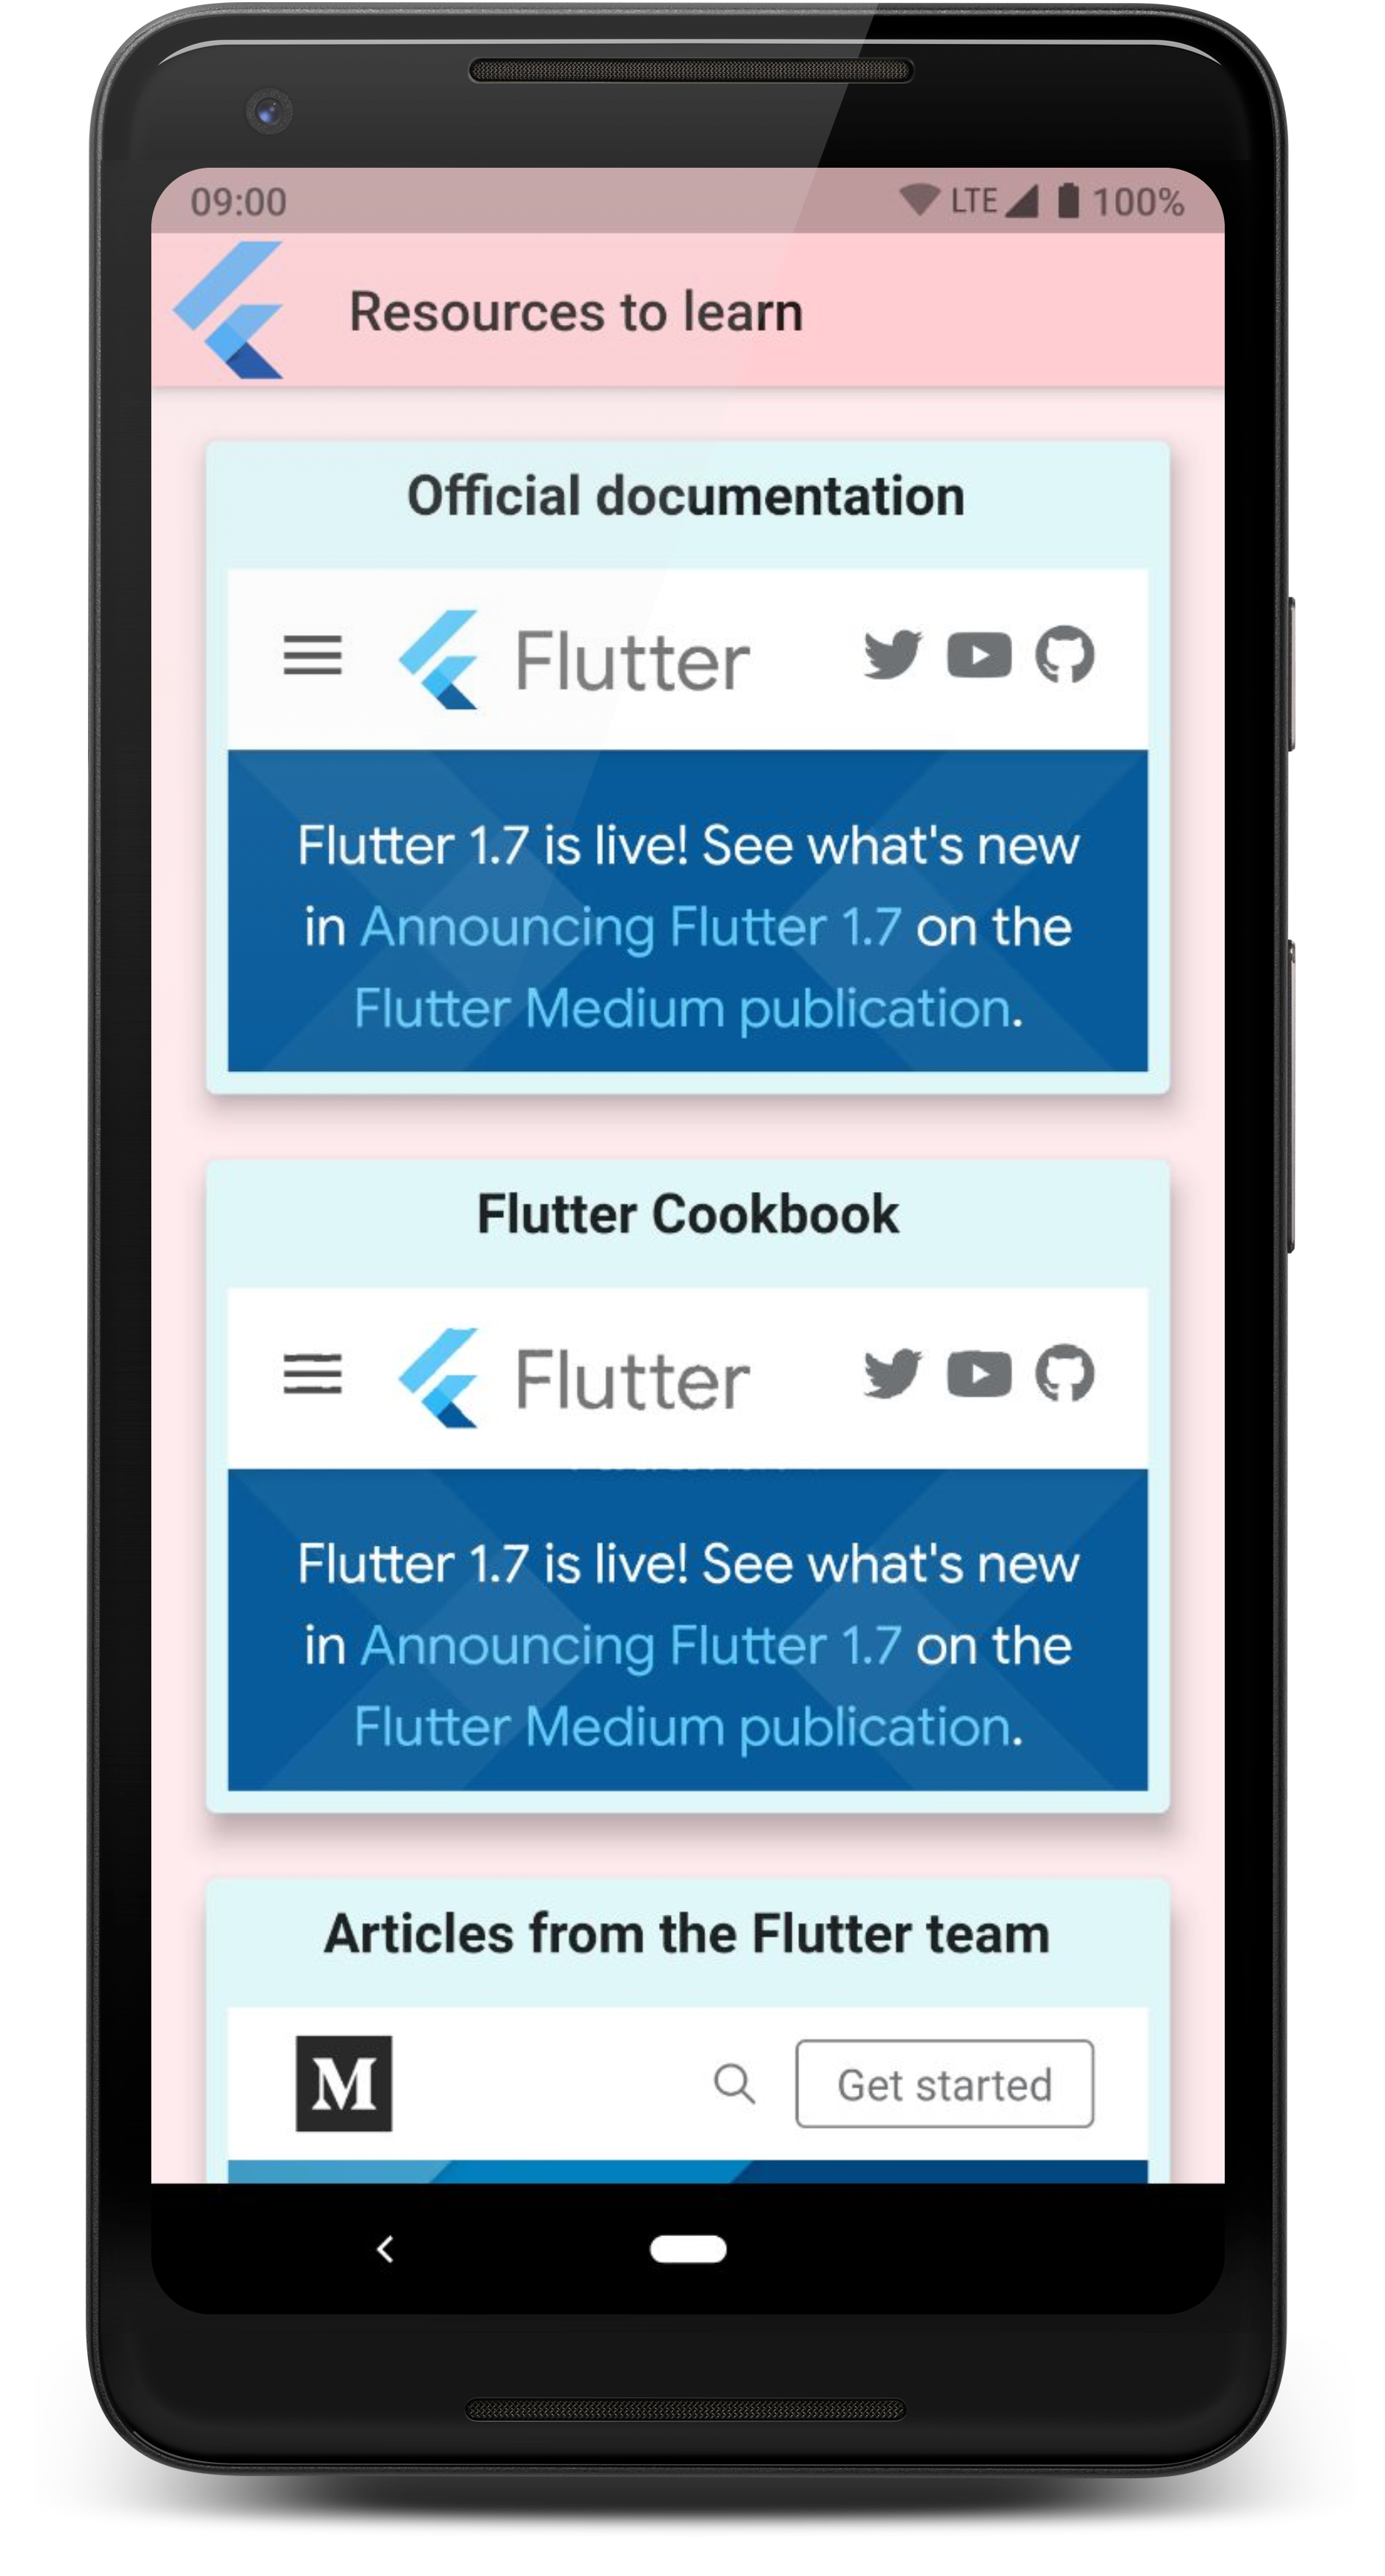 09:00 LTE 100%
Resources to learn
Official documentation
Flutter
Flutter 1.7 is live! See what's new
in Announcing Flutter 1.7 on the
Flutter Medium publication.
Flutter Cookbook
Flutter
Flutter 1.7 is live! See what's new
in Announcing Flutter 1.7 on the
Flutter Medium publication.
Articles from the Flutter team
M
Get started